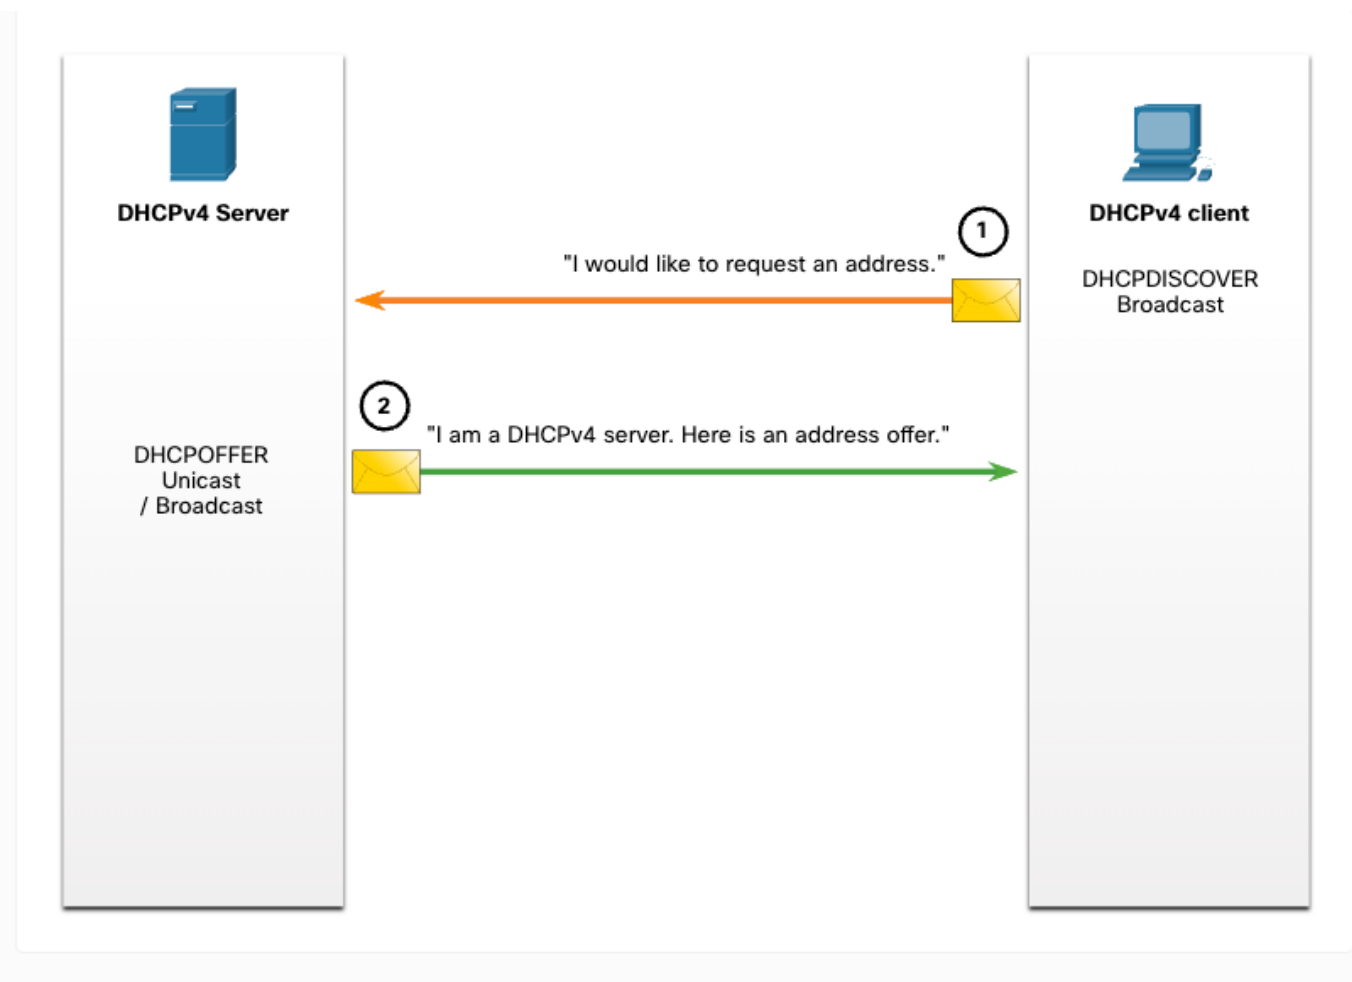 DHCPv4 Server
DHCPv4 client
1
"I would like to request an address."
DHCPDISCOVER
Broadcast
2
"I am a DHCPv4 server. Here is an address offer."
DHCPOFFER
Unicast
/ Broadcast